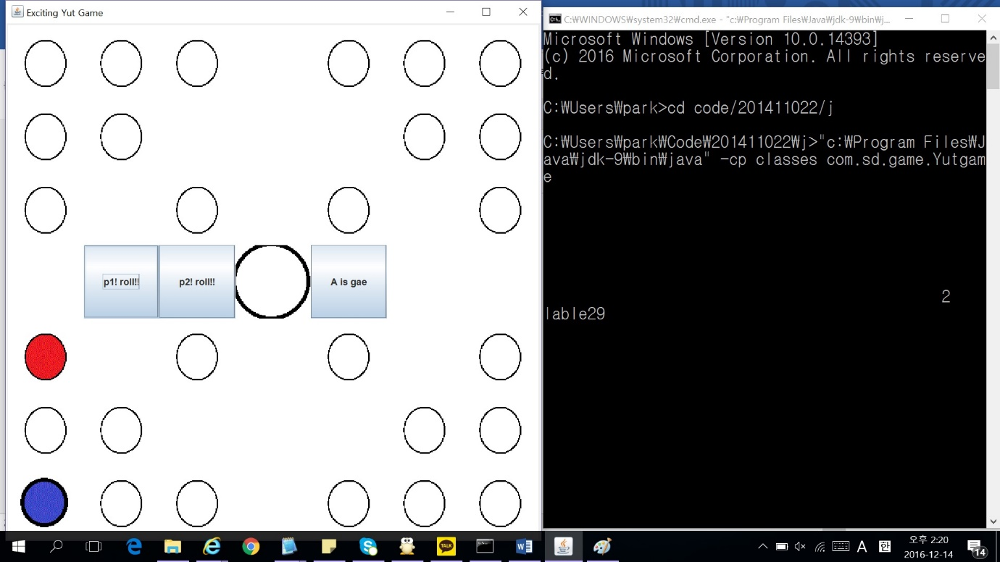 Exciting Yut Game
p1! roll!!
p2! roll!!
A is gae
C:\WINDOWS\system32\cmd.exe - "c:\Program Files\Java\jdk-9\bin\j...
Microsoft Windows [Version 10.0.14393]
(c) 2016 Microsoft Corporation. All rights reserve
d.
C:₩Users₩park>cd code/201411022/j
C:₩Users₩park₩Code₩201411022₩j>"c:₩Program Files₩J
ava₩jdk-9₩bin₩java" -cp classes com.sd.game.Yutgam
e
2
lable29
TALK
A
한
오후 2:20
2016-12-14
14